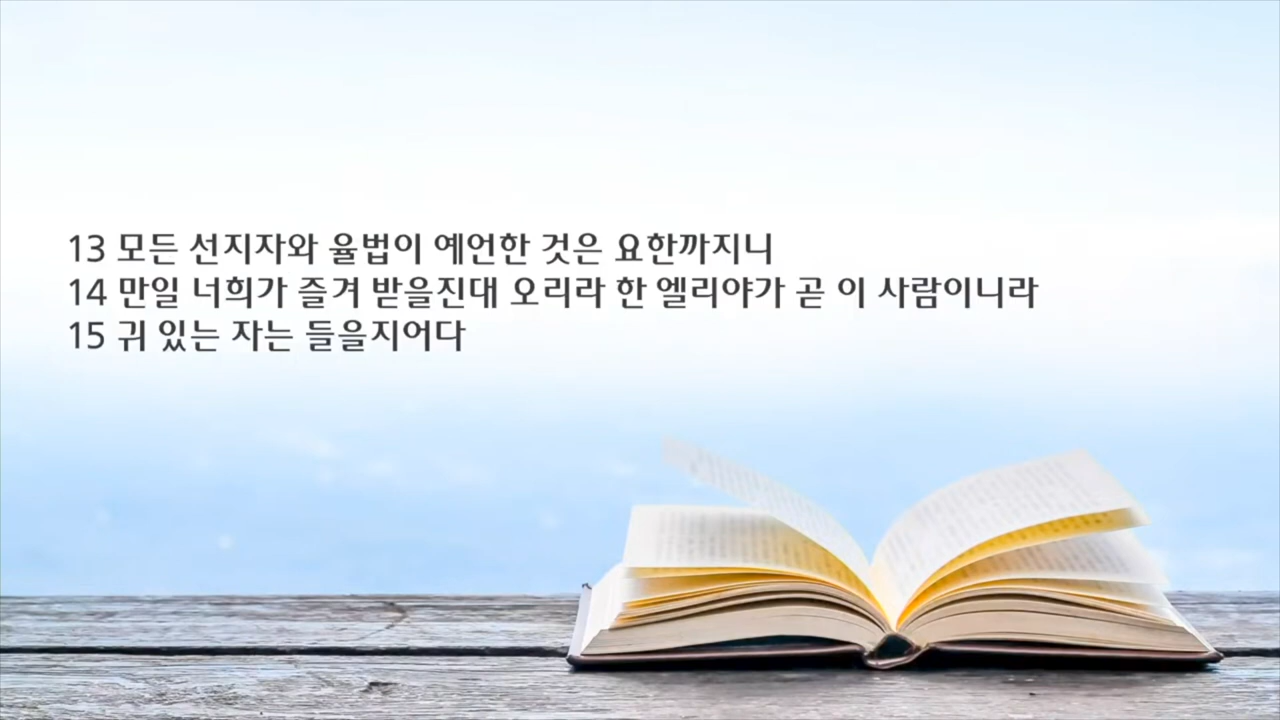 13 모든 선지자와 율법이 예언한 것은 요한까지니
14 만일 너희가 즐겨 받을진대 오리라 한 엘리야가 곧 이 사람이니라
15 귀 있는 자는 들을지어다